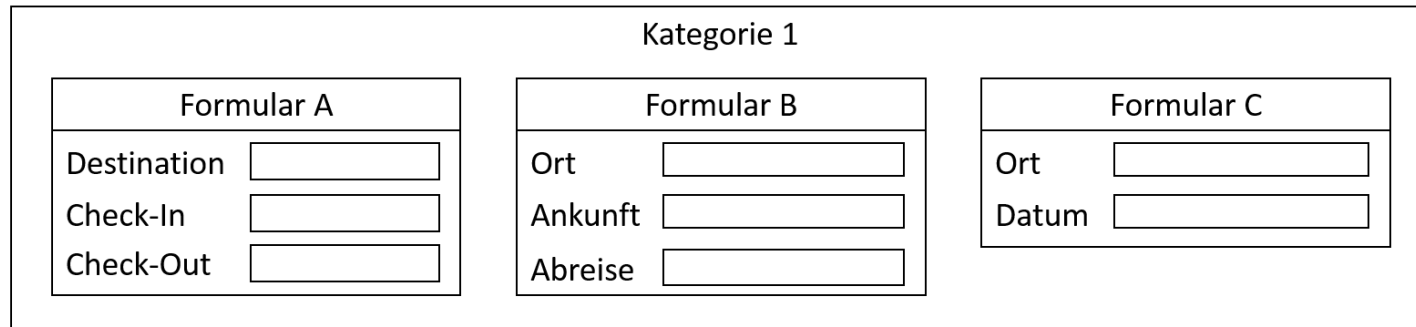 Kategorie 1
Formular A
Destination
Check-In
Check-Out
Formular B
Ort
Ankunft
Abreise
Formular C
Ort
Datum